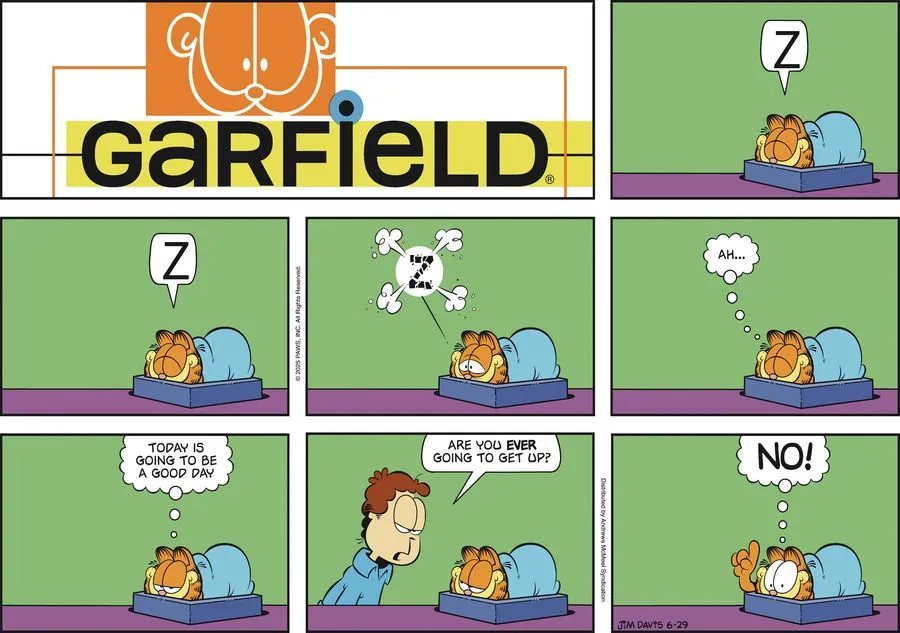 GaRFieLD®
Z
Z
© 2025 PAWS, INC. All Rights Reserved.
Z
AH...
TODAY IS
GOING TO BE
A GOOD DAY
ARE YOU EVER
GOING TO GET UP?
Distributed by Andrews McMeel Syndication
NO!
JIM DAVIS 6-29